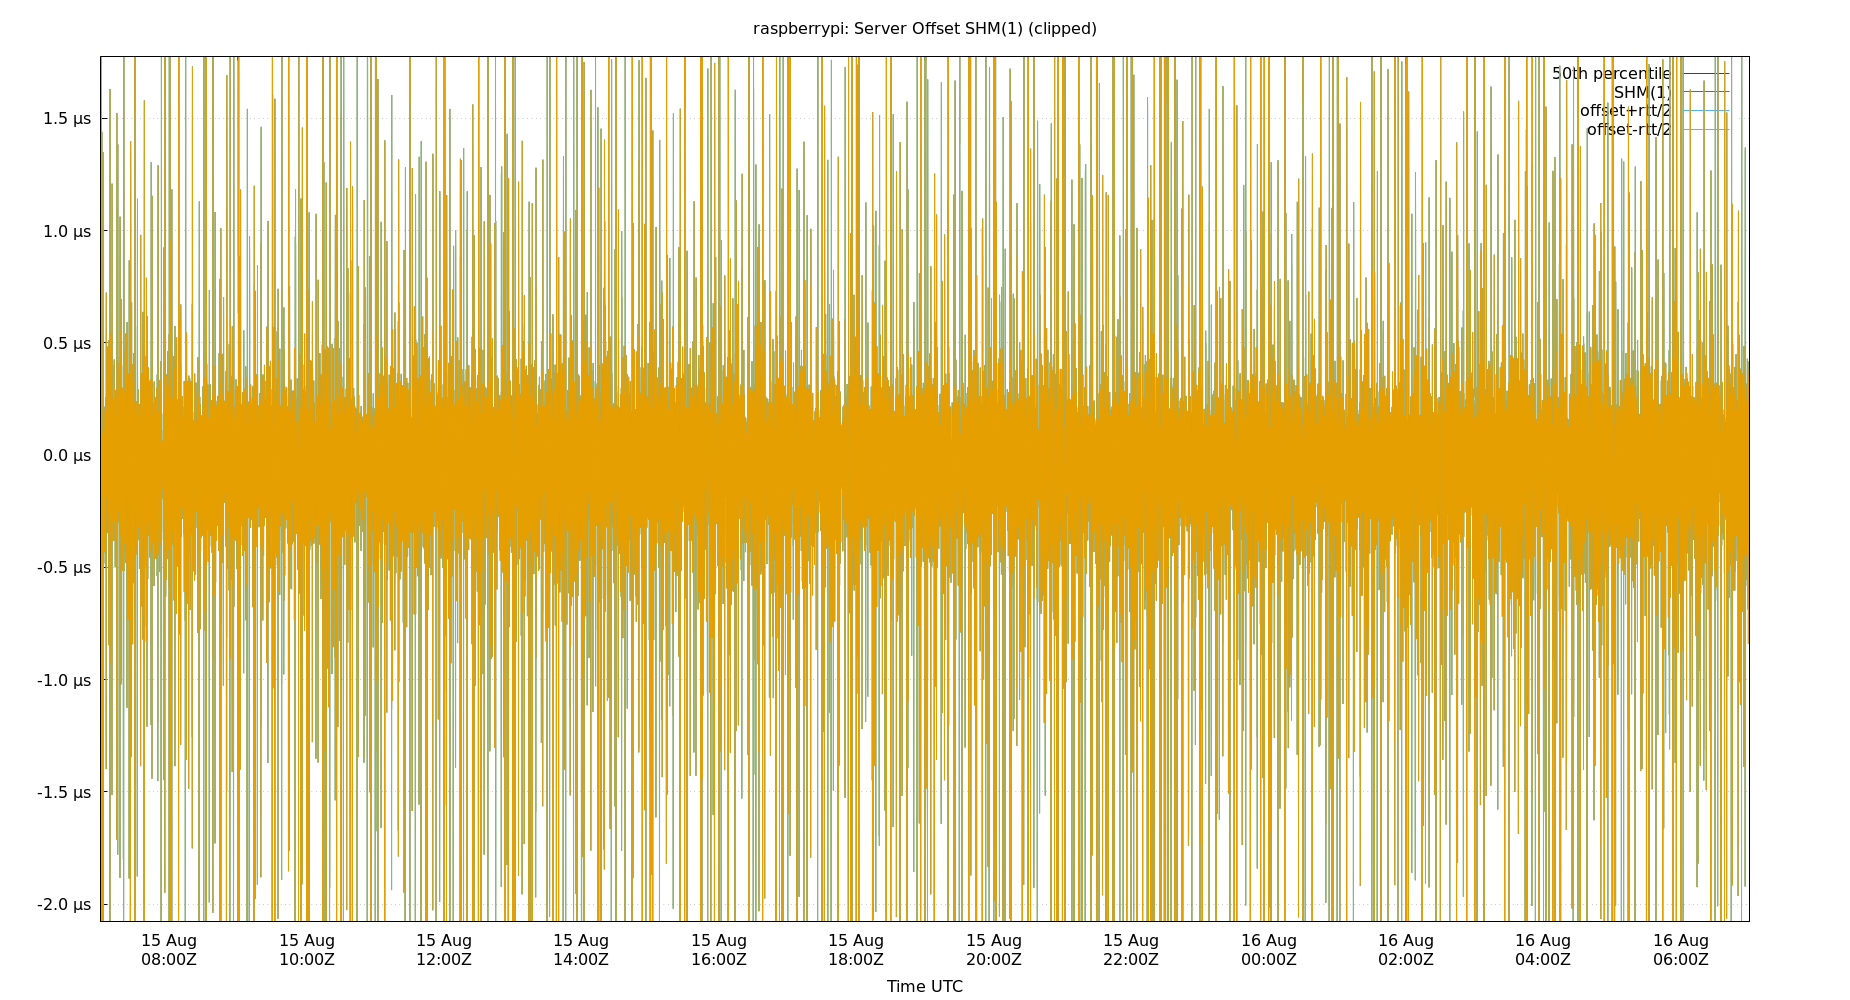 raspberrypi: Server Offset SHM(1) (clipped)
50th percentile
SHM(1)
offset+rtt/2
offset-rtt/2
1.5 µs
1.0 µs
0.5 µs
0.0 µs
-0.5 µs
-1.0 µs
-1.5 µs
-2.0 µs
15 Aug 15 Aug 15 Aug 15 Aug 15 Aug 15 Aug 15 Aug 15 Aug 16 Aug 16 Aug 16 Aug 16 Aug
08:00Z 10:00Z 12:00Z 14:00Z 16:00Z 18:00Z 20:00Z 22:00Z 00:00Z 02:00Z 04:00Z 06:00Z
Time UTC